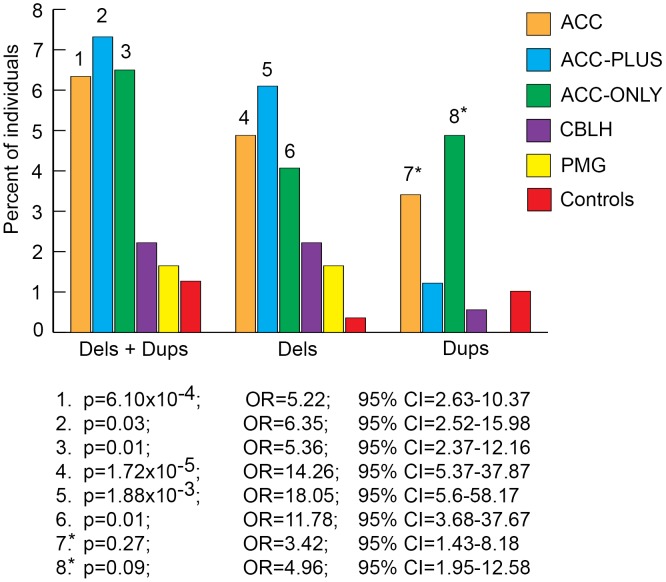 8
7
6
5
4
3
2
1
0
Percent of individuals
1
2
3
4
5
6
7*
8*
ACC
ACC-PLUS
ACC-ONLY
CBLH
PMG
Controls
Dels + Dups
Dels
Dups
1. p=6.10x10-4; OR=5.22; 95% CI=2.63-10.37
2. p=0.03; OR=6.35; 95% CI=2.52-15.98
3. p=0.01; OR=5.36; 95% CI=2.37-12.16
4. p=1.72x10-5; OR=14.26; 95% CI=5.37-37.87
5. p=1.88x10-3; OR=18.05; 95% CI=5.6-58.17
6. p=0.01; OR=11.78; 95% CI=3.68-37.67
7.* p=0.27; OR=3.42; 95% CI=1.43-8.18
8.* p=0.09; OR=4.96; 95% CI=1.95-12.58